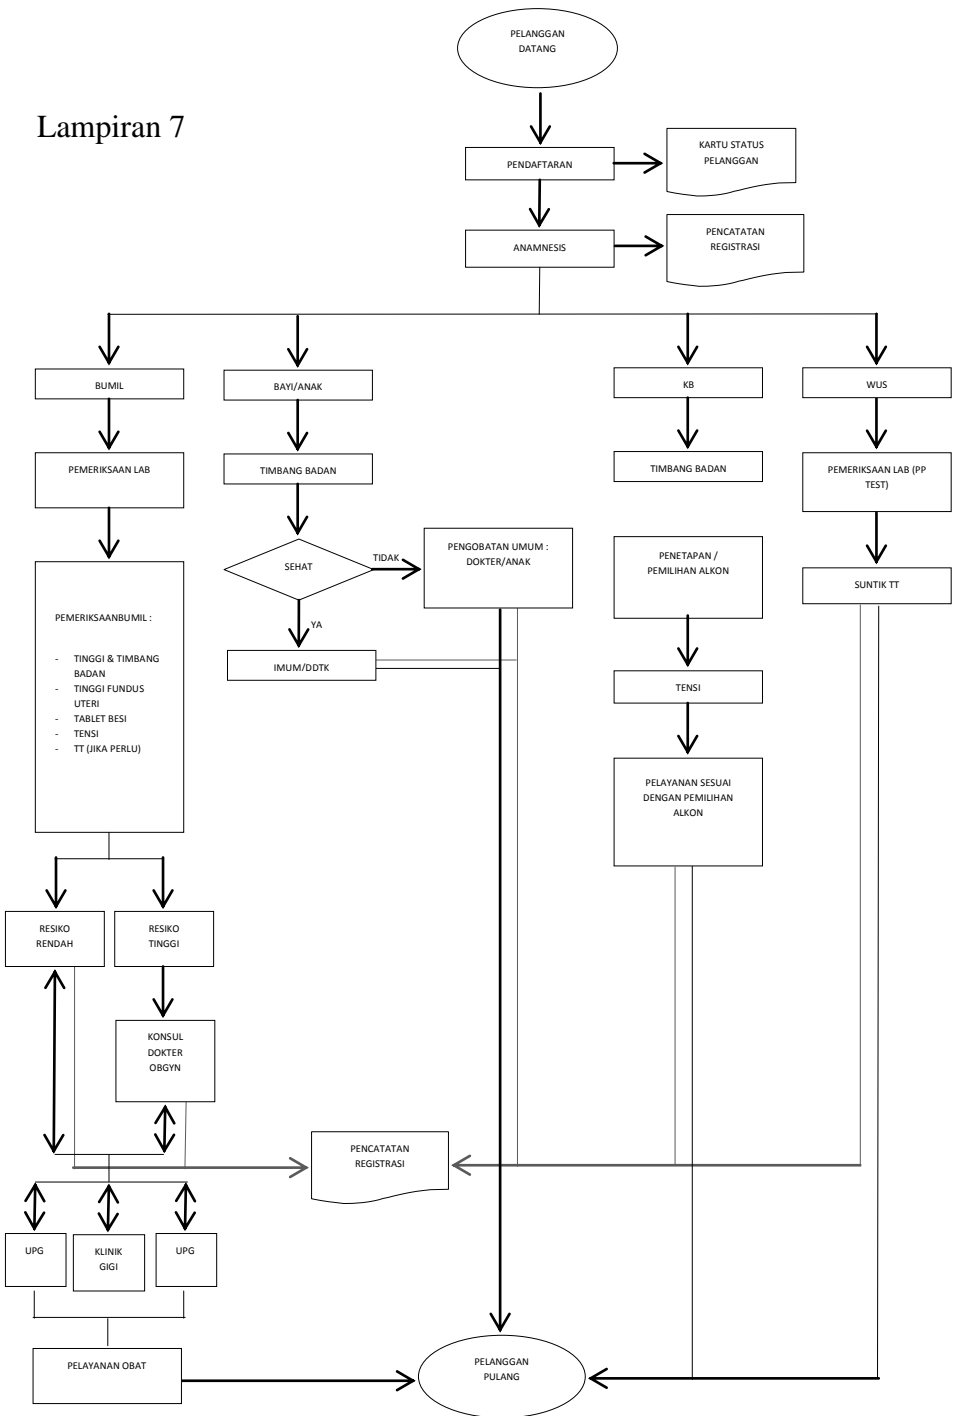 PELANGGAN
DATANG
Lampiran 7
PENDAFTARAN
KARTU STATUS
PELANGGAN
ANAMNESIS
PENCATATAN
REGISTRASI
BUMIL
BAYI/ANAK
KB
WUS
PEMERIKSAAN LAB
TIMBANG BADAN
TIMBANG BADAN
PEMERIKSAAN LAB (PP
TEST)
SEHAT
TIDAK
PENGOBATAN UMUM :
DOKTER/ANAK
PENETAPAN /
PEMILIHAN ALKON
SUNTIK TT
YA
IMUM/DDTK
TENSI
PEMERIKSAANBUMIL :
- TINGGI & TIMBANG
BADAN
- TINGGI FUNDUS
UTERI
- TABLET BESI
- TENSI
- TT (JIKA PERLU)
PELAYANAN SESUAI
DENGAN PEMILIHAN
ALKON
RESIKO
RENDAH
RESIKO
TINGGI
KONSUL
DOKTER
OBGYN
PENCATATAN
REGISTRASI
UPG
KLINIK
GIGI
UPG
PELAYANAN OBAT
PELANGGAN
PULANG